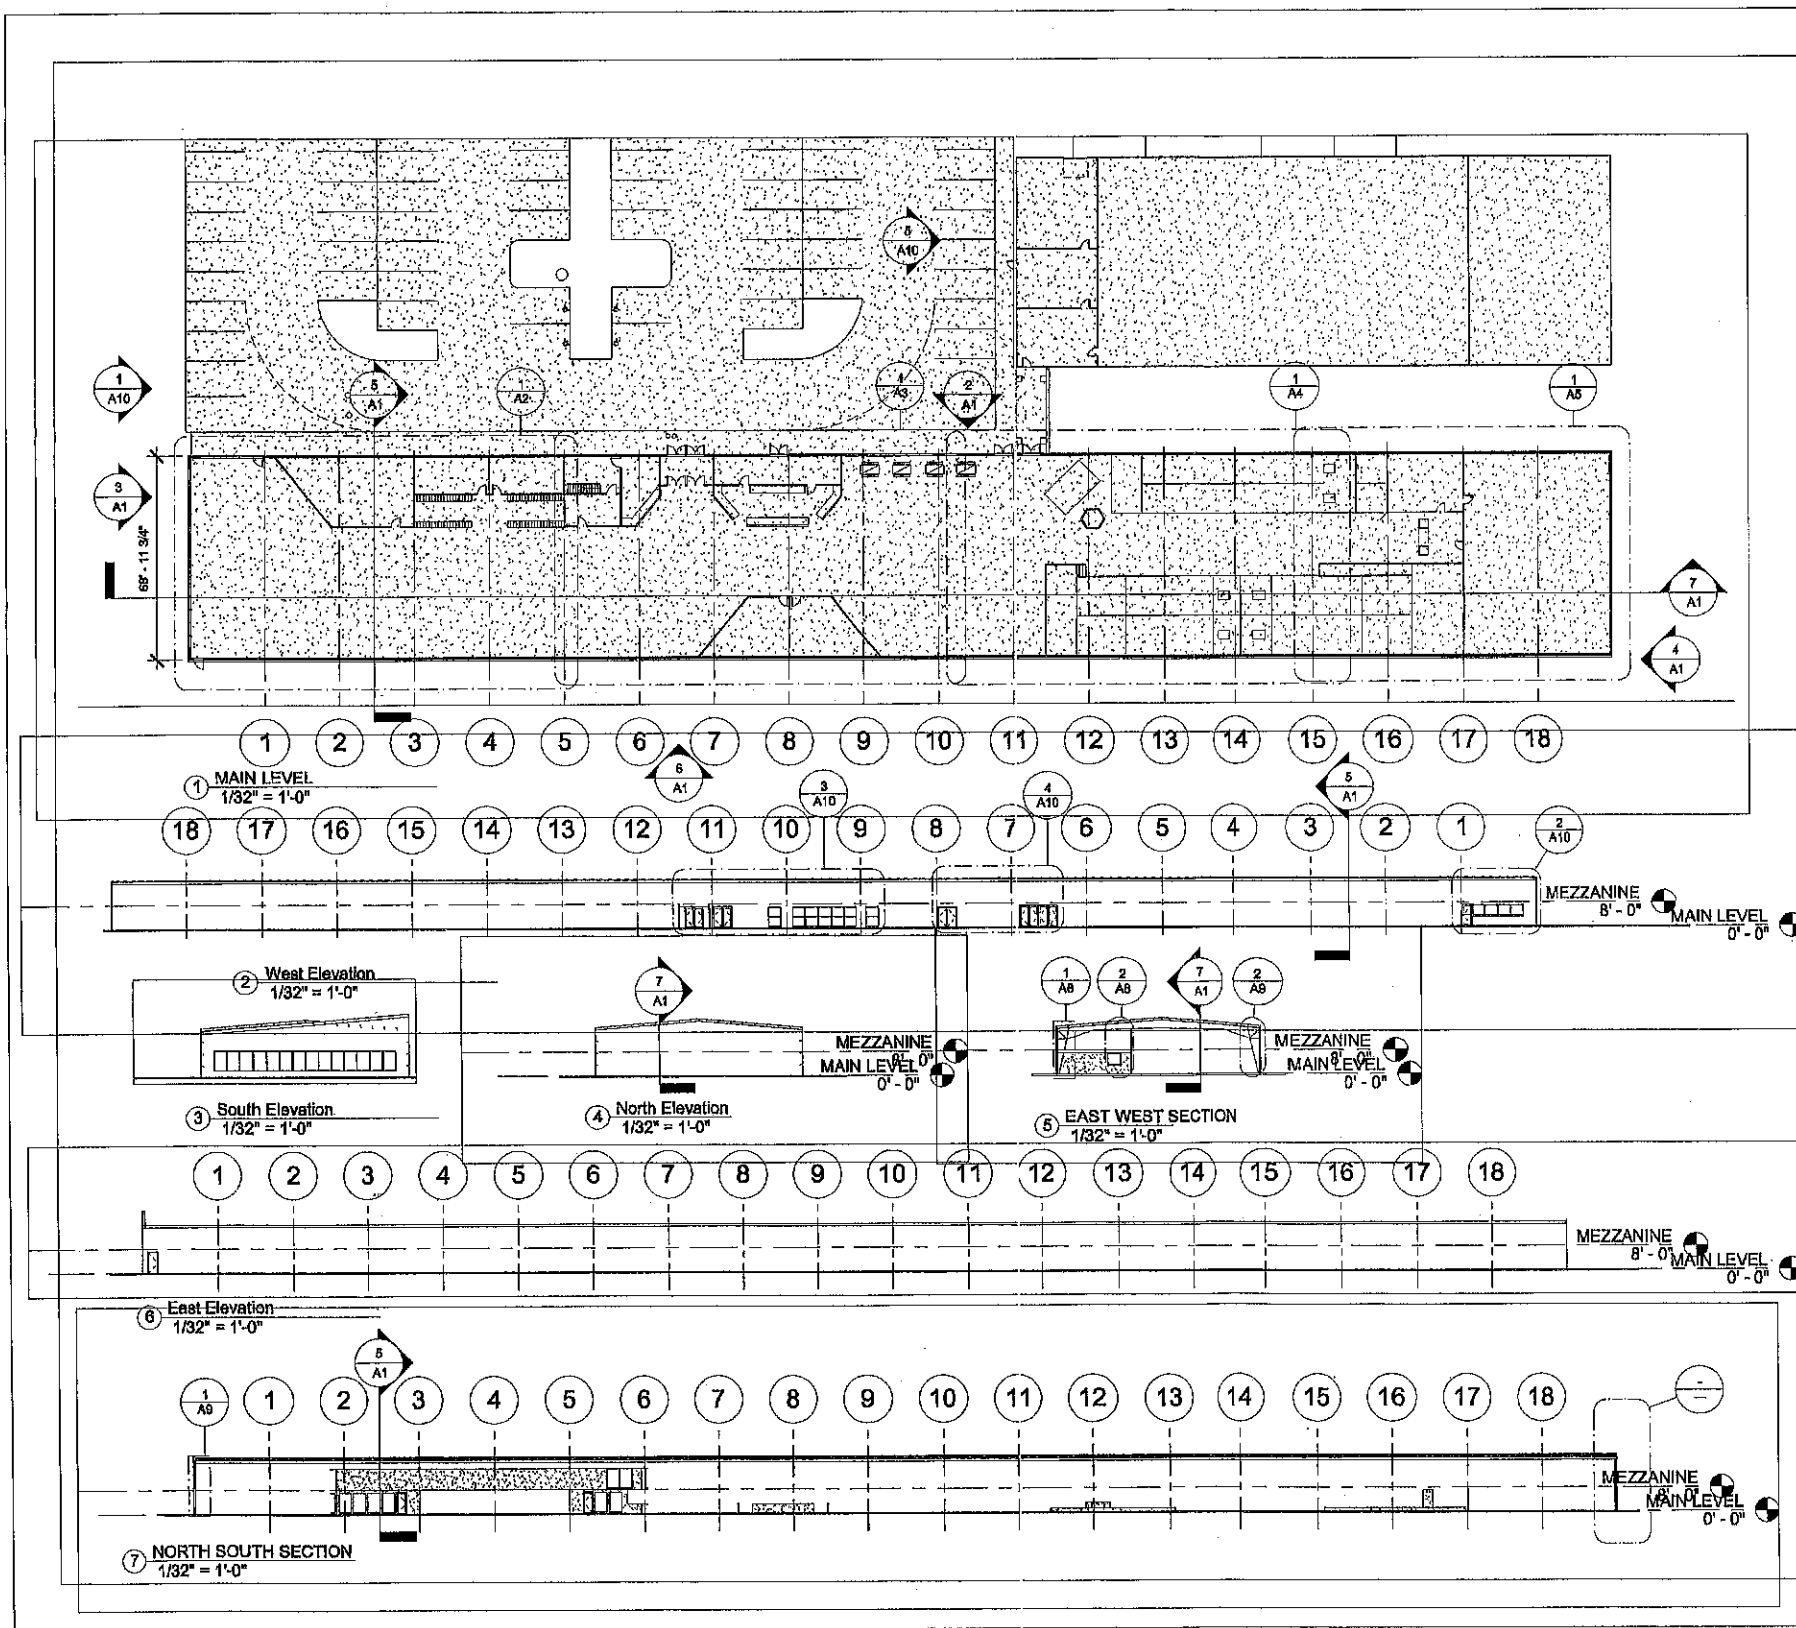 6
A10
1
A10
5
A1
1
A2
1
A3
2
A1
1
A4
1
A5
3
A1
68' - 11 3/4"
7
A1
4
A1
1 2 3 4 5 6 7 8 9 10 11 12 13 14 15 16 17 18
1 MAIN LEVEL
1/32" = 1'-0"
6
A1
3
A10
4
A10
5
A1
18 17 16 15 14 13 12 11 10 9 8 7 6 5 4 3 2 1
2
A10
MEZZANINE
8' - 0"
MAIN LEVEL
0' - 0"
2 West Elevation
1/32" = 1'-0"
7
A1
1
A8
2
A8
7
A1
2
A9
MEZZANINE
8' - 0"
MAIN LEVEL
0' - 0"
MEZZANINE
8' - 0"
MAIN LEVEL
0' - 0"
3 South Elevation
1/32" = 1'-0"
4 North Elevation
1/32" = 1'-0"
5 EAST WEST SECTION
1/32" = 1'-0"
1 2 3 4 5 6 7 8 9 10 11 12 13 14 15 16 17 18
MEZZANINE
8' - 0"
MAIN LEVEL
0' - 0"
6 East Elevation
1/32" = 1'-0"
5
A1
1
A9
1 2 3 4 5 6 7 8 9 10 11 12 13 14 15 16 17 18
MEZZANINE
8' - 0"
MAIN LEVEL
0' - 0"
7 NORTH SOUTH SECTION
1/32" = 1'-0"